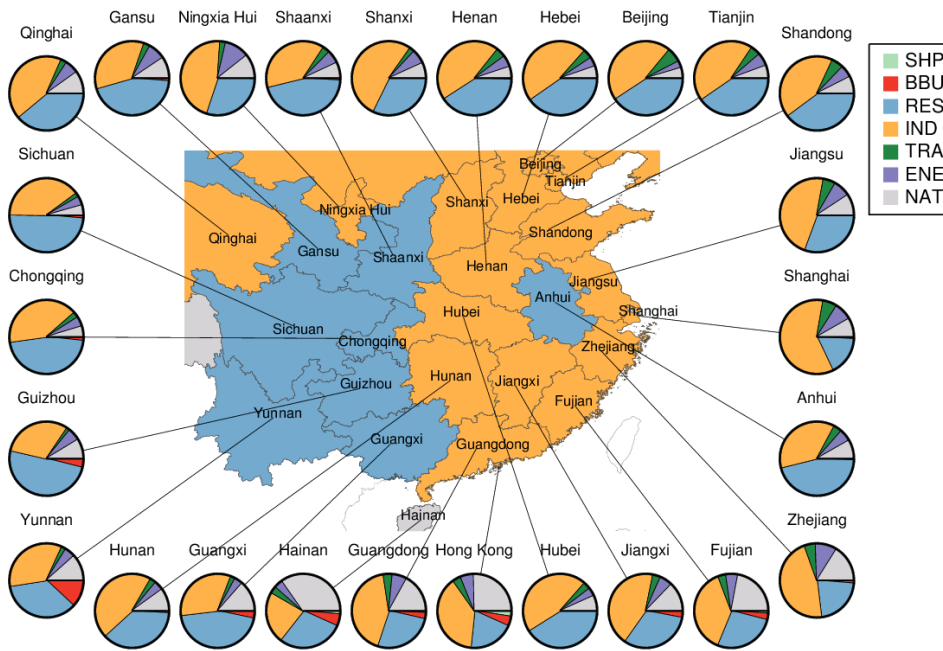 Qinghai
Gansu
Ningxia Hui
Shaanxi
Shanxi
Henan
Hebei
Beijing
Tianjin
Shandong
SHP
BBU
RES
IND
TRA
ENE
NAT
Sichuan
Jiangsu
Chongqing
Shanghai
Guizhou
Anhui
Yunnan
Zhejiang
Beijing
Tianjin
Ningxia Hui
Shanxi
Hebei
Qinghai
Gansu
Shaanxi
Shandong
Henan
Jiangsu
Anhui
Hubei
Shanghai
Sichuan
Chongqing
Zhejiang
Guizhou
Hunan
Jiangxi
Yunnan
Fujian
Guangxi
Guangdong
Hainan
Hunan
Guangxi
Hainan
Guangdong
Hong Kong
Hubei
Jiangxi
Fujian